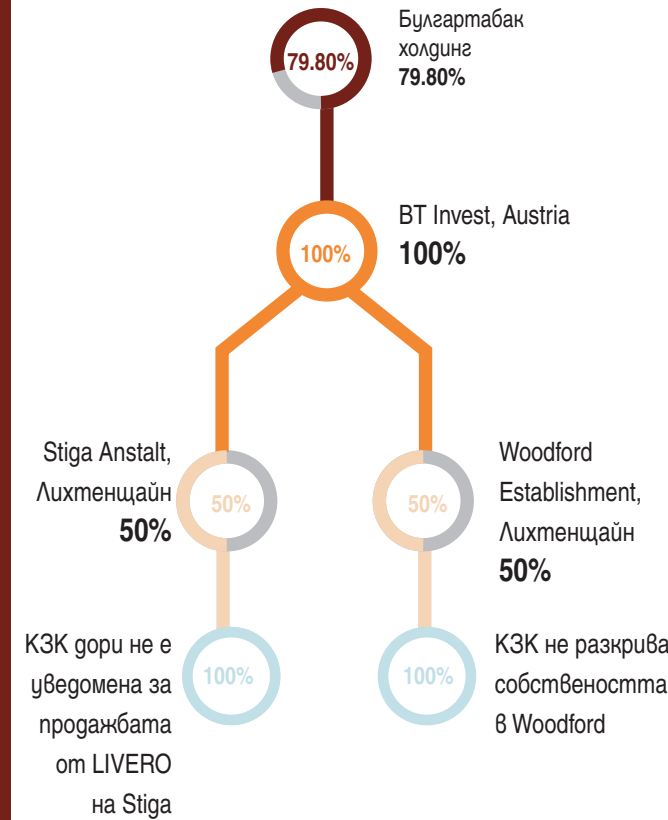 79.80%
Булгартабак
холдинг
79.80%
100%
BT Invest, Austria
100%
Stiga Anstalt,
Лихтенщайн
50%
50%
50%
Woodford
Establishment,
Лихтенщайн
50%
КЗК дори не е
уведомена за
продажбата
от LIVERO
на Stiga
100%
100%
КЗК не разкрива
собствеността
в Woodford